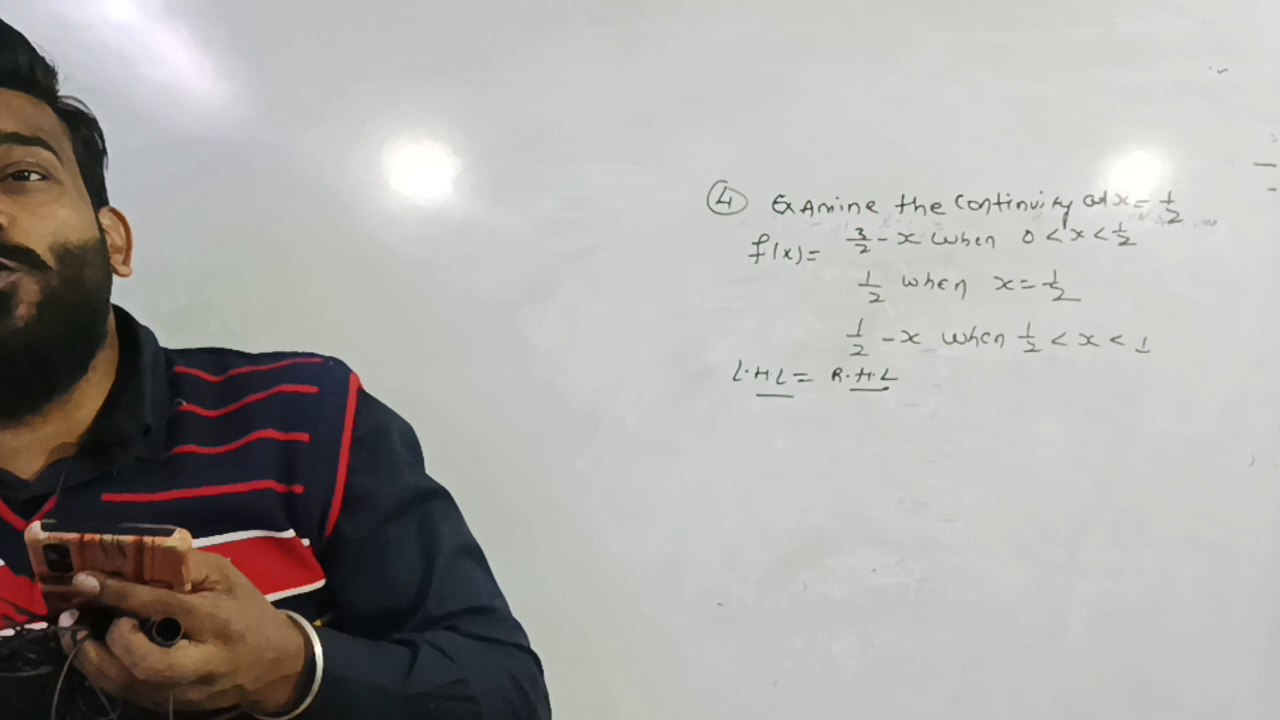 ④ Examine the continuity at x = 1/2
f(x) = 3/2 - x when 0 < x < 1/2
1/2 when x = 1/2
1/2 - x when 1/2 < x < 1
L.H.L = R.H.L